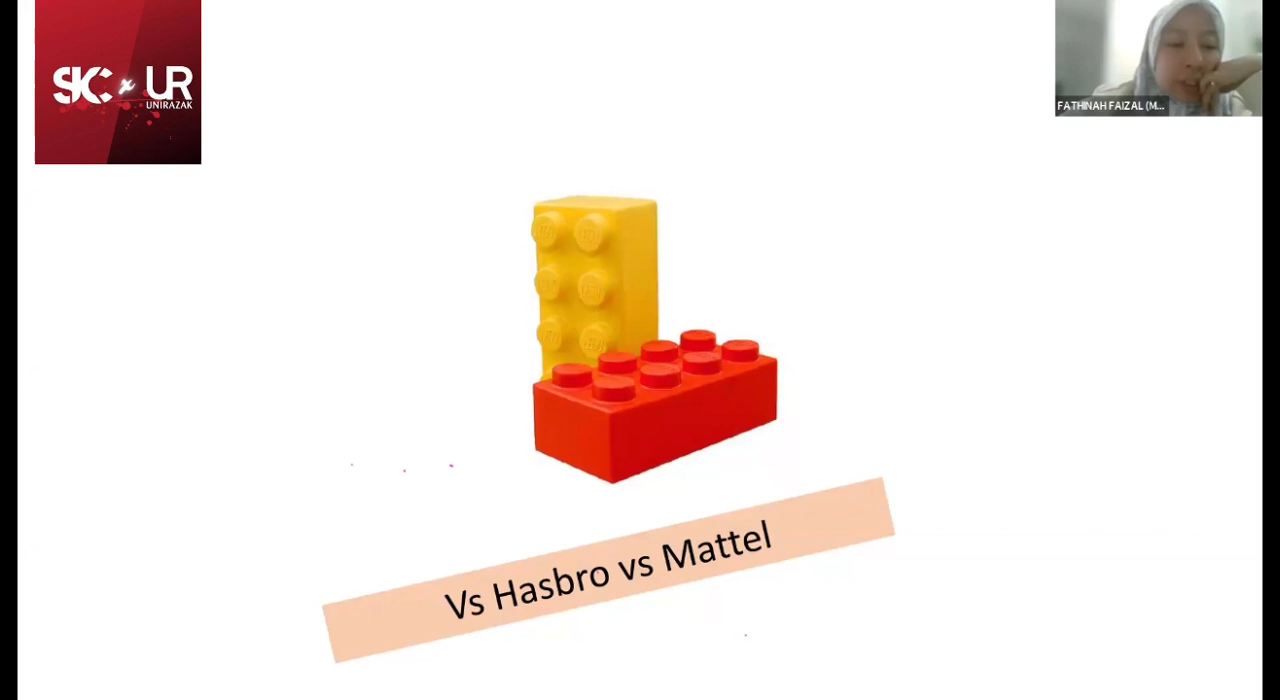 SKC x UR
UNIRAZAK
FATHINAH FAIZAL (M...
Vs Hasbro vs Mattel